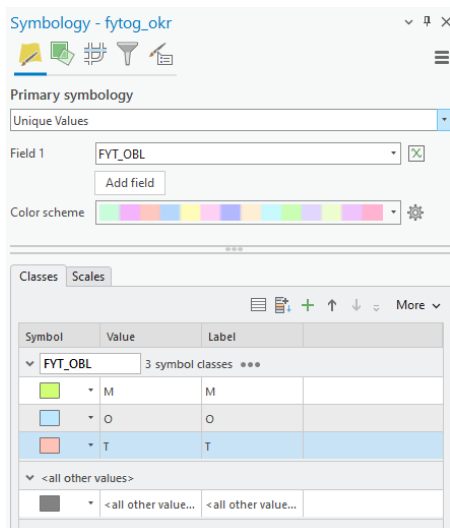 Symbology - fytog_okr
Primary symbology
Unique Values
Field 1 FYT_OBL
Add field
Color scheme
Classes Scales
More
Symbol Value Label
FYT_OBL 3 symbol classes
M M
O O
T T
<all other values>
<all other value... <all other value...